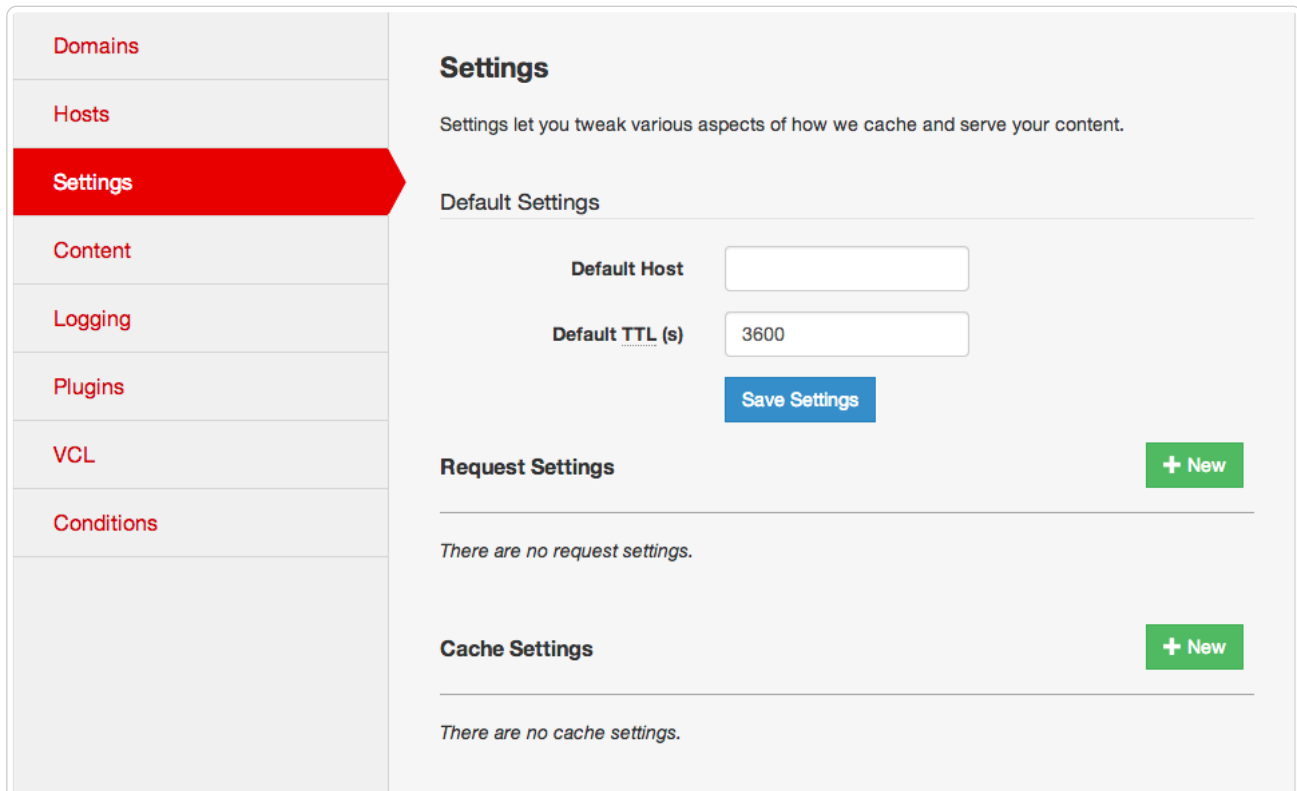 Domains
Hosts
Settings
Content
Logging
Plugins
VCL
Conditions
Settings
Settings let you tweak various aspects of how we cache and serve your content.
Default Settings
Default Host
Default TTL (s) 3600
Save Settings
Request Settings + New
There are no request settings.
Cache Settings + New
There are no cache settings.